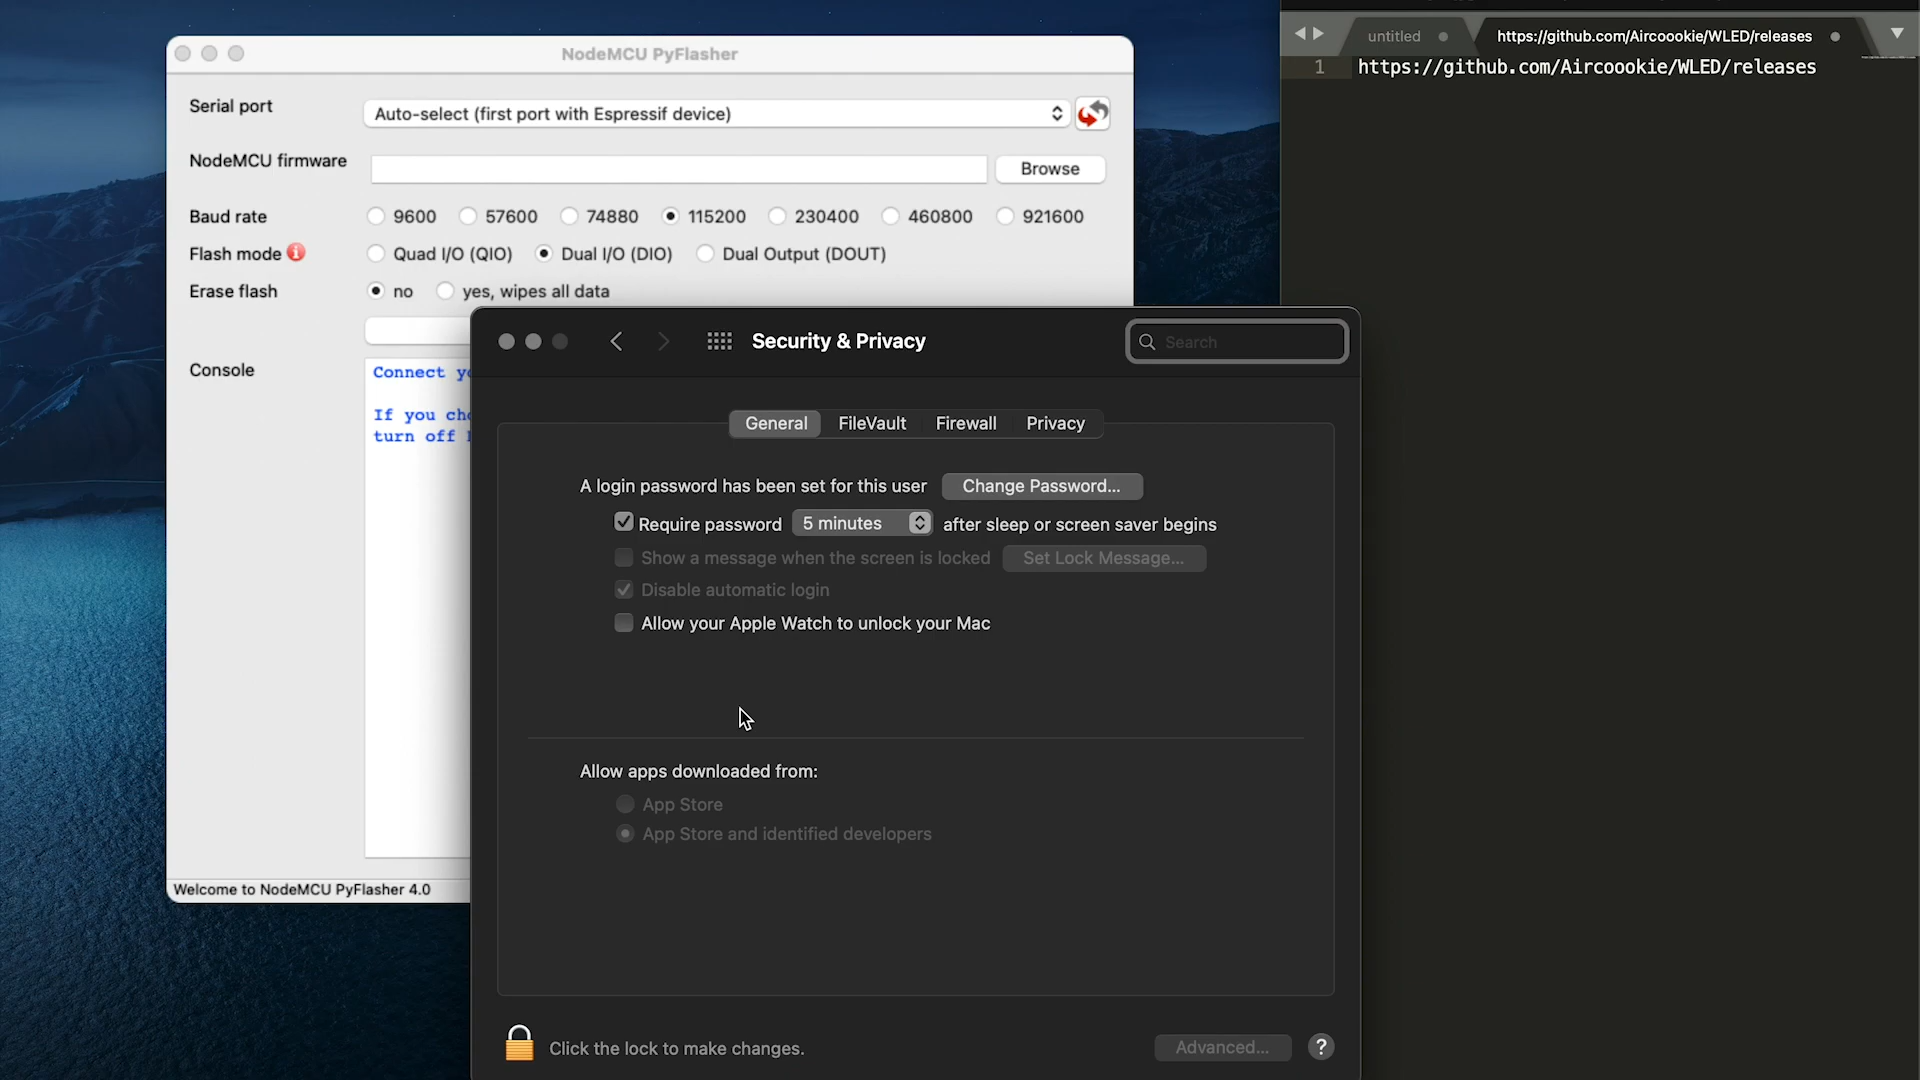 NodeMCU PyFlasher
Serial port
Auto-select (first port with Espressif device)
NodeMCU firmware
Browse
Baud rate
9600
57600
74880
115200
230400
460800
921600
Flash mode
Quad I/O (QIO)
Dual I/O (DIO)
Dual Output (DOUT)
Erase flash
no
yes, wipes all data
Console
Connect
If you
turn off
Welcome to NodeMCU PyFlasher 4.0
Security & Privacy
Search
General
FileVault
Firewall
Privacy
A login password has been set for this user
Change Password...
Require password
5 minutes
after sleep or screen saver begins
Show a message when the screen is locked
Set Lock Message...
Disable automatic login
Allow your Apple Watch to unlock your Mac
Allow apps downloaded from:
App Store
App Store and identified developers
Click the lock to make changes.
Advanced...
?
untitled
https://github.com/Aircoookie/WLED/releases
1
https://github.com/Aircoookie/WLED/releases